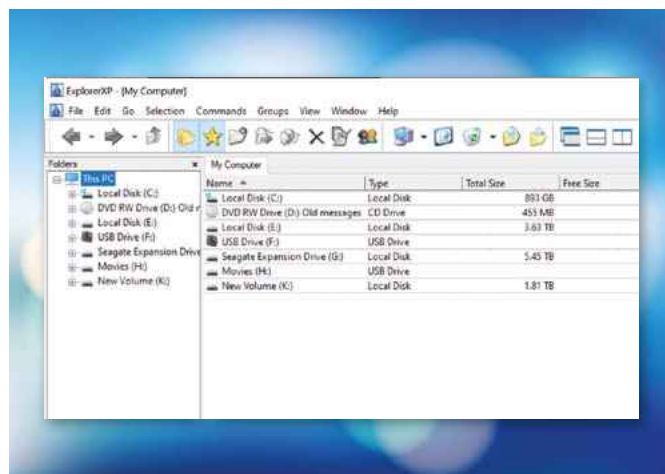 ExplorerXP - [My Computer]
File Edit Go Selection Commands Groups View Window Help
Folders x
My Computer
This PC
Local Disk (C:)
DVD RW Drive (D:) Old
Local Disk (E:)
USB Drive (F:)
Seagate Expansion Drive
Movies (H:)
New Volume (K:)
Name Type Total Size Free Size
Local Disk (C:) Local Disk 893 GB
DVD RW Drive (D:) Old messages CD Drive 455 MB
Local Disk (E:) Local Disk 3.63 TB
USB Drive (F:) USB Drive
Seagate Expansion Drive (G:) Local Disk 5.45 TB
Movies (H:) USB Drive
New Volume (K:) Local Disk 1.81 TB